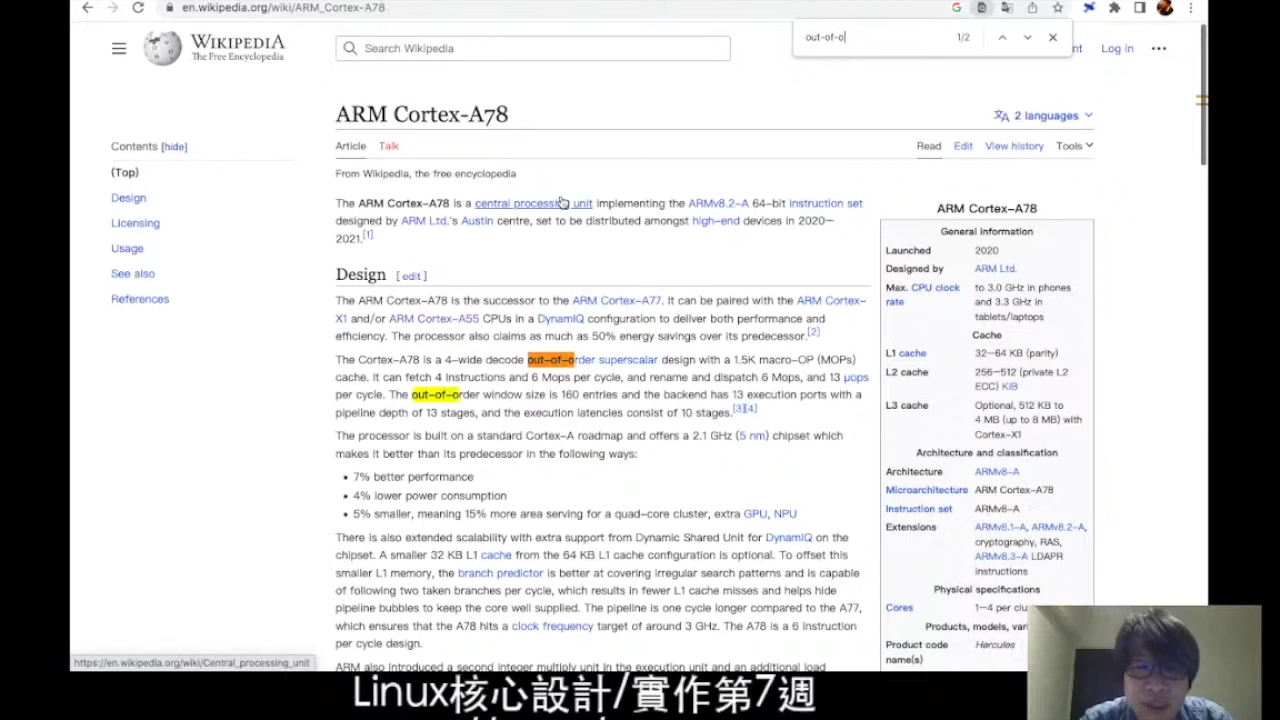 en.wikipedia.org/wiki/ARM_Cortex-A78
out-of-o
1/2
WIKIPEDIA
The Free Encyclopedia
Search Wikipedia
nt Log in
ARM Cortex-A78
2 languages
Contents [hide]
(Top)
Design
Licensing
Usage
See also
References
Article Talk
Read Edit View history Tools
From Wikipedia, the free encyclopedia
The ARM Cortex-A78 is a central processing unit implementing the ARMv8.2-A 64-bit instruction set
designed by ARM Ltd.'s Austin centre, set to be distributed amongst high-end devices in 2020–
2021.[1]
Design [ edit ]
The ARM Cortex-A78 is the successor to the ARM Cortex-A77. It can be paired with the ARM Cortex-
X1 and/or ARM Cortex-A55 CPUs in a DynamIQ configuration to deliver both performance and
efficiency. The processor also claims as much as 50% energy savings over its predecessor.[2]
The Cortex-A78 is a 4-wide decode out-of-order superscalar design with a 1.5K macro-OP (MOPs)
cache. It can fetch 4 instructions and 6 Mops per cycle, and rename and dispatch 6 Mops, and 13 μops
per cycle. The out-of-order window size is 160 entries and the backend has 13 execution ports with a
pipeline depth of 13 stages, and the execution latencies consist of 10 stages.[3][4]
The processor is built on a standard Cortex-A roadmap and offers a 2.1 GHz (5 nm) chipset which
makes it better than its predecessor in the following ways:
• 7% better performance
• 4% lower power consumption
• 5% smaller, meaning 15% more area serving for a quad-core cluster, extra GPU, NPU
There is also extended scalability with extra support from Dynamic Shared Unit for DynamIQ on the
chipset. A smaller 32 KB L1 cache from the 64 KB L1 cache configuration is optional. To offset this
smaller L1 memory, the branch predictor is better at covering irregular search patterns and is capable
of following two taken branches per cycle, which results in fewer L1 cache misses and helps hide
pipeline bubbles to keep the core well supplied. The pipeline is one cycle longer compared to the A77,
which ensures that the A78 hits a clock frequency target of around 3 GHz. The A78 is a 6 instruction
per cycle design.
ARM also introduced a second integer multiply unit in the execution unit and an additional load
ARM Cortex-A78
General information
Launched 2020
Designed by ARM Ltd.
Max. CPU clock rate to 3.0 GHz in phones
and 3.3 GHz in
tablets/laptops
Cache
L1 cache 32–64 KB (parity)
L2 cache 256–512 (private L2
ECC) KiB
L3 cache Optional, 512 KB to
4 MB (up to 8 MB) with
Cortex-X1
Architecture and classification
Architecture ARMv8-A
Microarchitecture ARM Cortex-A78
Instruction set ARMv8-A
Extensions ARMv8.1-A, ARMv8.2-A,
cryptography, RAS,
ARMv8.3-A LDAPR
instructions
Physical specifications
Cores 1–4 per clu
Products, models, var
Product code Hercules
name(s)
https://en.wikipedia.org/wiki/Central_processing_unit
Linux核心設計/實作第7週